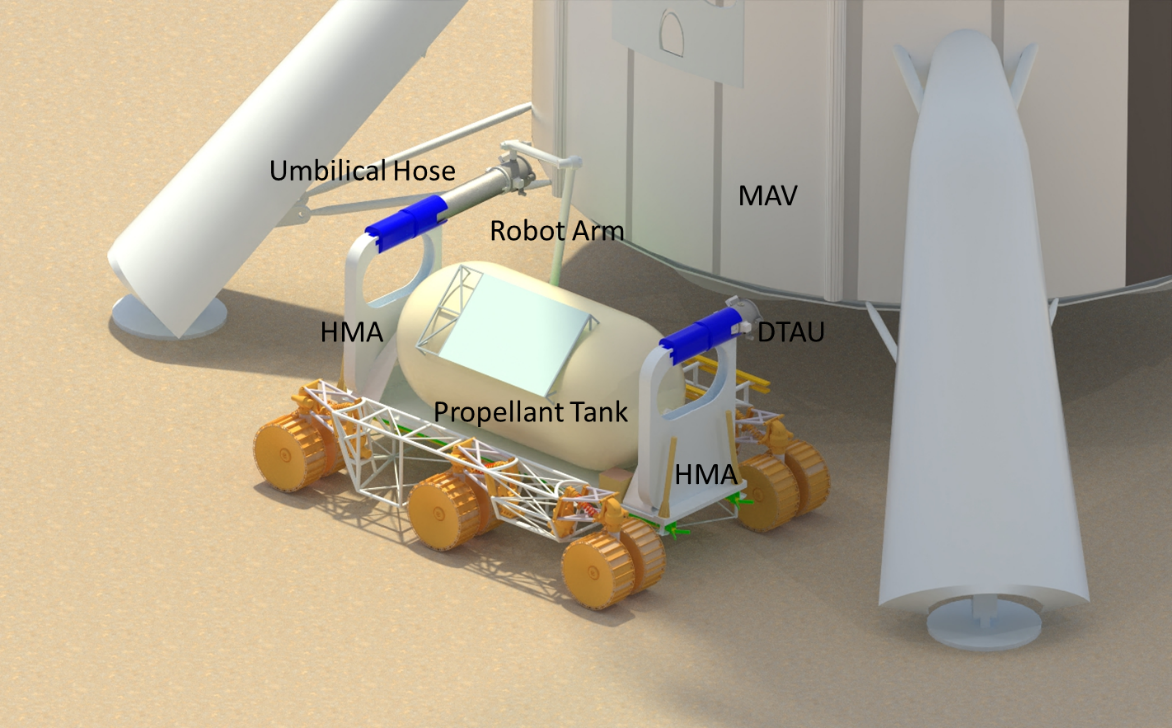 Umbilical Hose
MAV
Robot Arm
HMA
DTAU
Propellant Tank
HMA